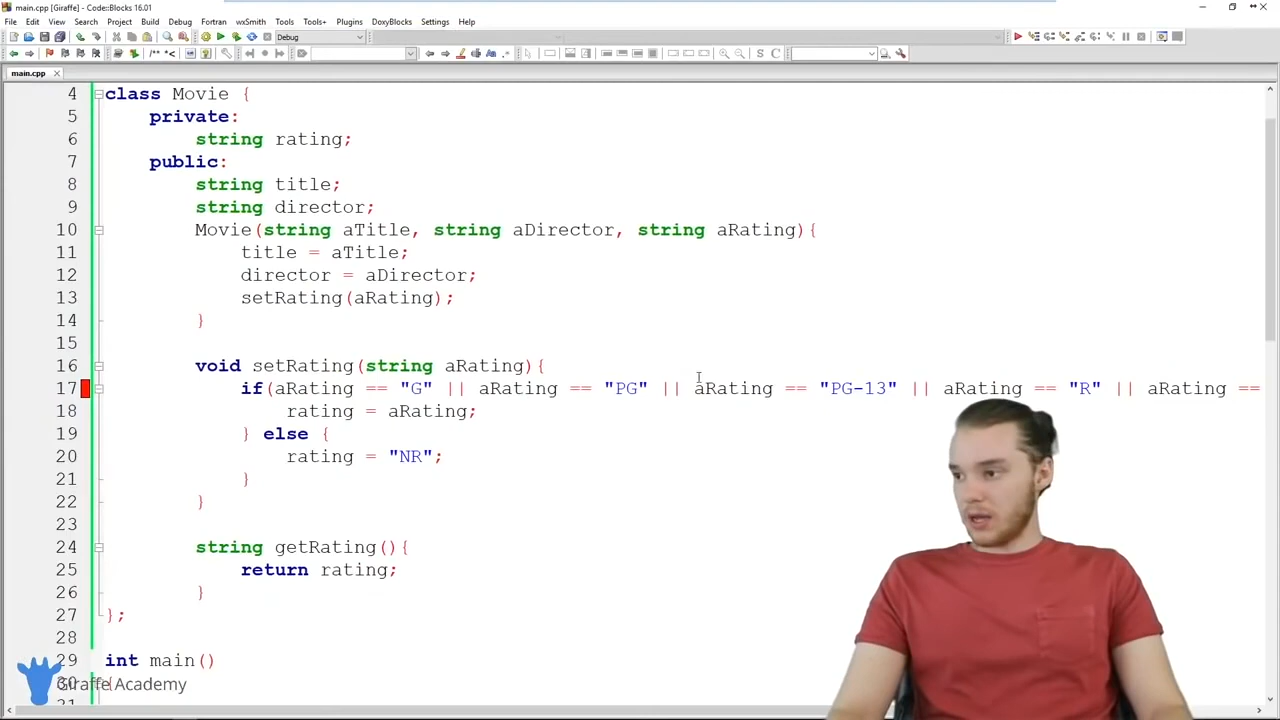 main.cpp [Giraffe] - Code::Blocks 16.01
File Edit View Search Project Build Debug Fortran wxSmith Tools Tools+ Plugins DoxyBlocks Settings Help
Debug
main.cpp
4 class Movie {
5 private:
6 string rating;
7 public:
8 string title;
9 string director;
10 Movie(string aTitle, string aDirector, string aRating){
11 title = aTitle;
12 director = aDirector;
13 setRating(aRating);
14 }
15
16 void setRating(string aRating){
17 if(aRating == "G" || aRating == "PG" || aRating == "PG-13" || aRating == "R" || aRating ==
18 rating = aRating;
19 } else {
20 rating = "NR";
21 }
22 }
23
24 string getRating(){
25 return rating;
26 }
27 };
28
29 int main()
30 {
Giraffe Academy